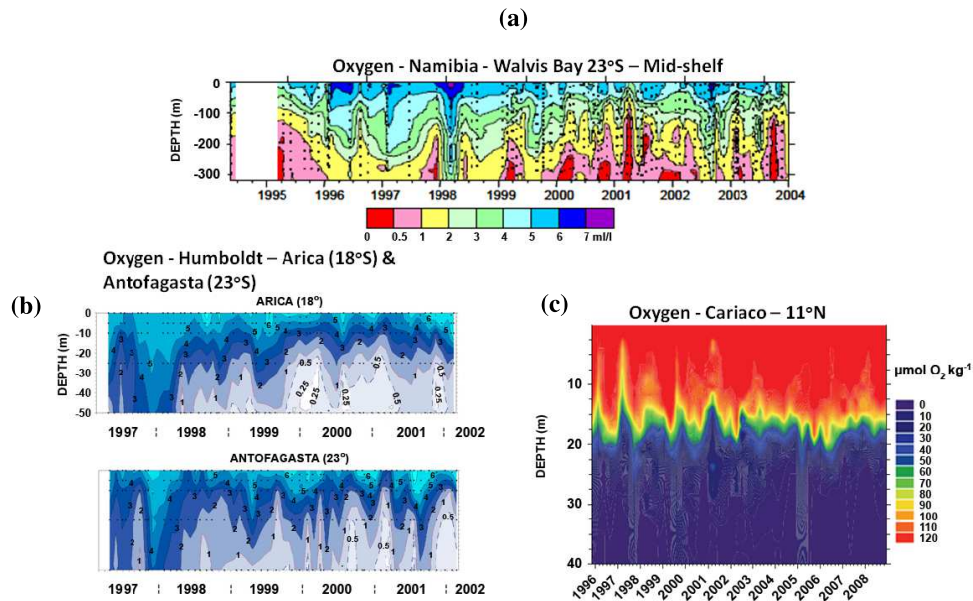 (a)
Oxygen - Namibia - Walvis Bay 23°S – Mid-shelf
DEPTH (m)
0
-100
-200
-300
1995 1996 1997 1998 1999 2000 2001 2002 2003 2004
0 0.5 1 2 3 4 5 6 7 ml/l
(b)
Oxygen - Humboldt – Arica (18°S) &
Antofagasta (23°S)
ARICA (18°)
DEPTH (m)
0
-10
-20
-30
-40
-50
1997 1998 1999 2000 2001 2002
ANTOFAGASTA (23°)
1997 1998 1999 2000 2001 2002
(c)
Oxygen - Cariaco – 11°N
DEPTH (m)
10
20
30
40
1996 1997 1998 1999 2000 2001 2002 2003 2004 2005 2006 2007 2008
µmol O₂ kg⁻¹
0
10
20
30
40
50
60
70
80
90
100
110
120